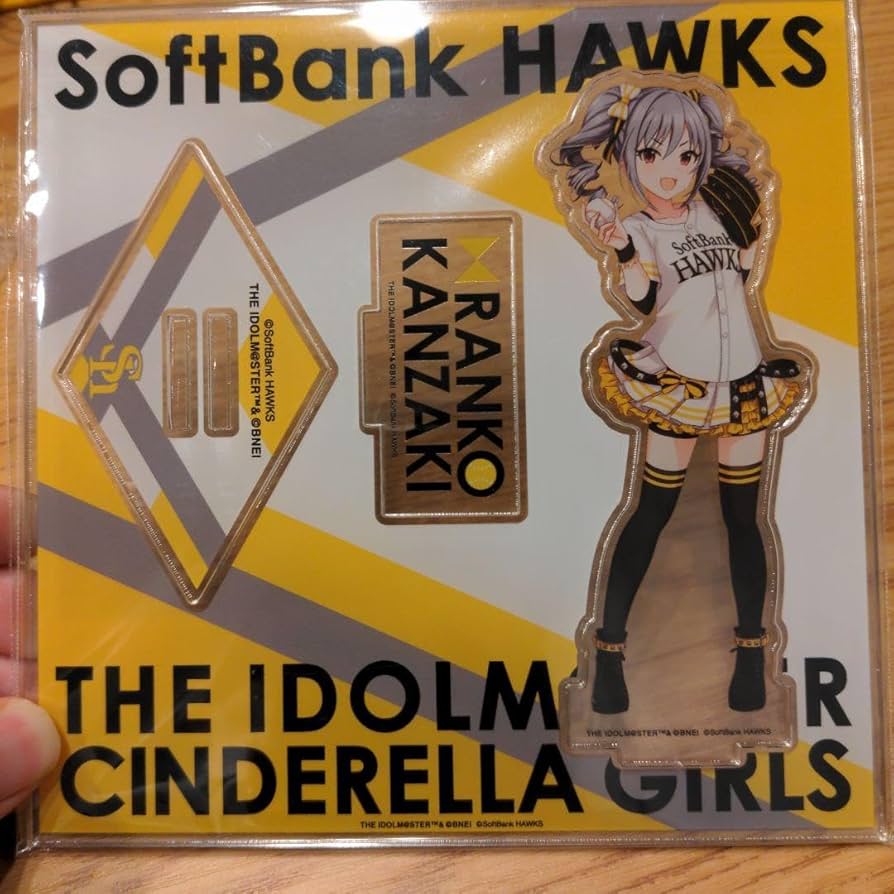 SoftBank HAWKS
SH
©SoftBank HAWKS
THE IDOLM@STER™& ©BNEI
RANKO
KANZAKI
THE IDOLM@STER™& ©BNEI ©SoftBank HAWKS
SoftBank
HAWKS
THE IDOLM@STER™& ©BNEI ©SoftBank HAWKS
THE IDOLM@STER
CINDERELLA GIRLS
THE IDOLM@STER™& ©BNEI ©SoftBank HAWKS